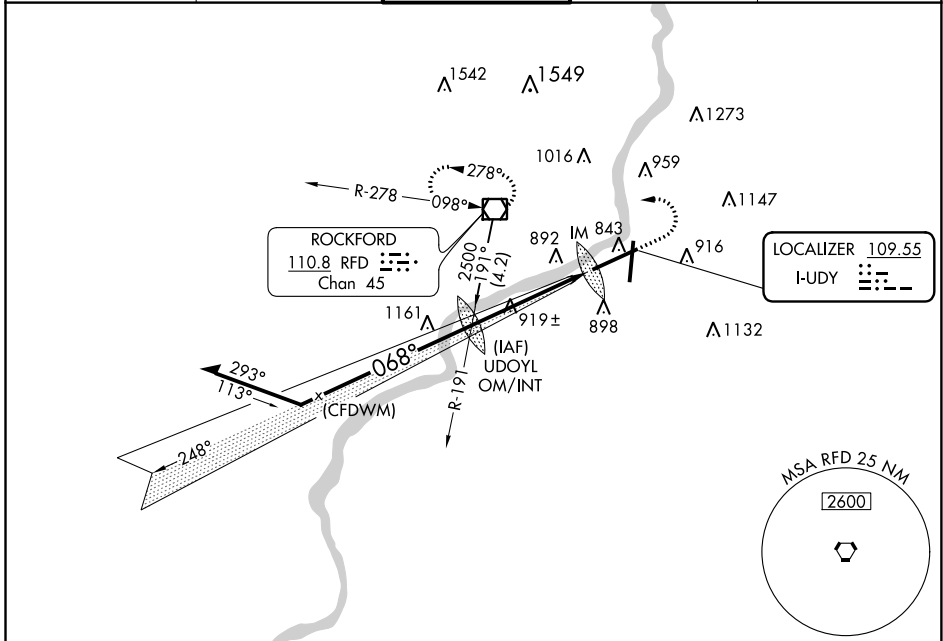 1542
1549
1273
1016
959
278°
R-278
098°
1147
ROCKFORD
110.8 RFD
Chan 45
2500
191°
(4.2)
892
IM
843
916
LOCALIZER 109.55
I-UDY
1161
919±
898
1132
(IAF)
UDOYL
OM/INT
068°
R-191
293°
113°
x
(CFDWM)
248°
MSA RFD 25 NM
2600